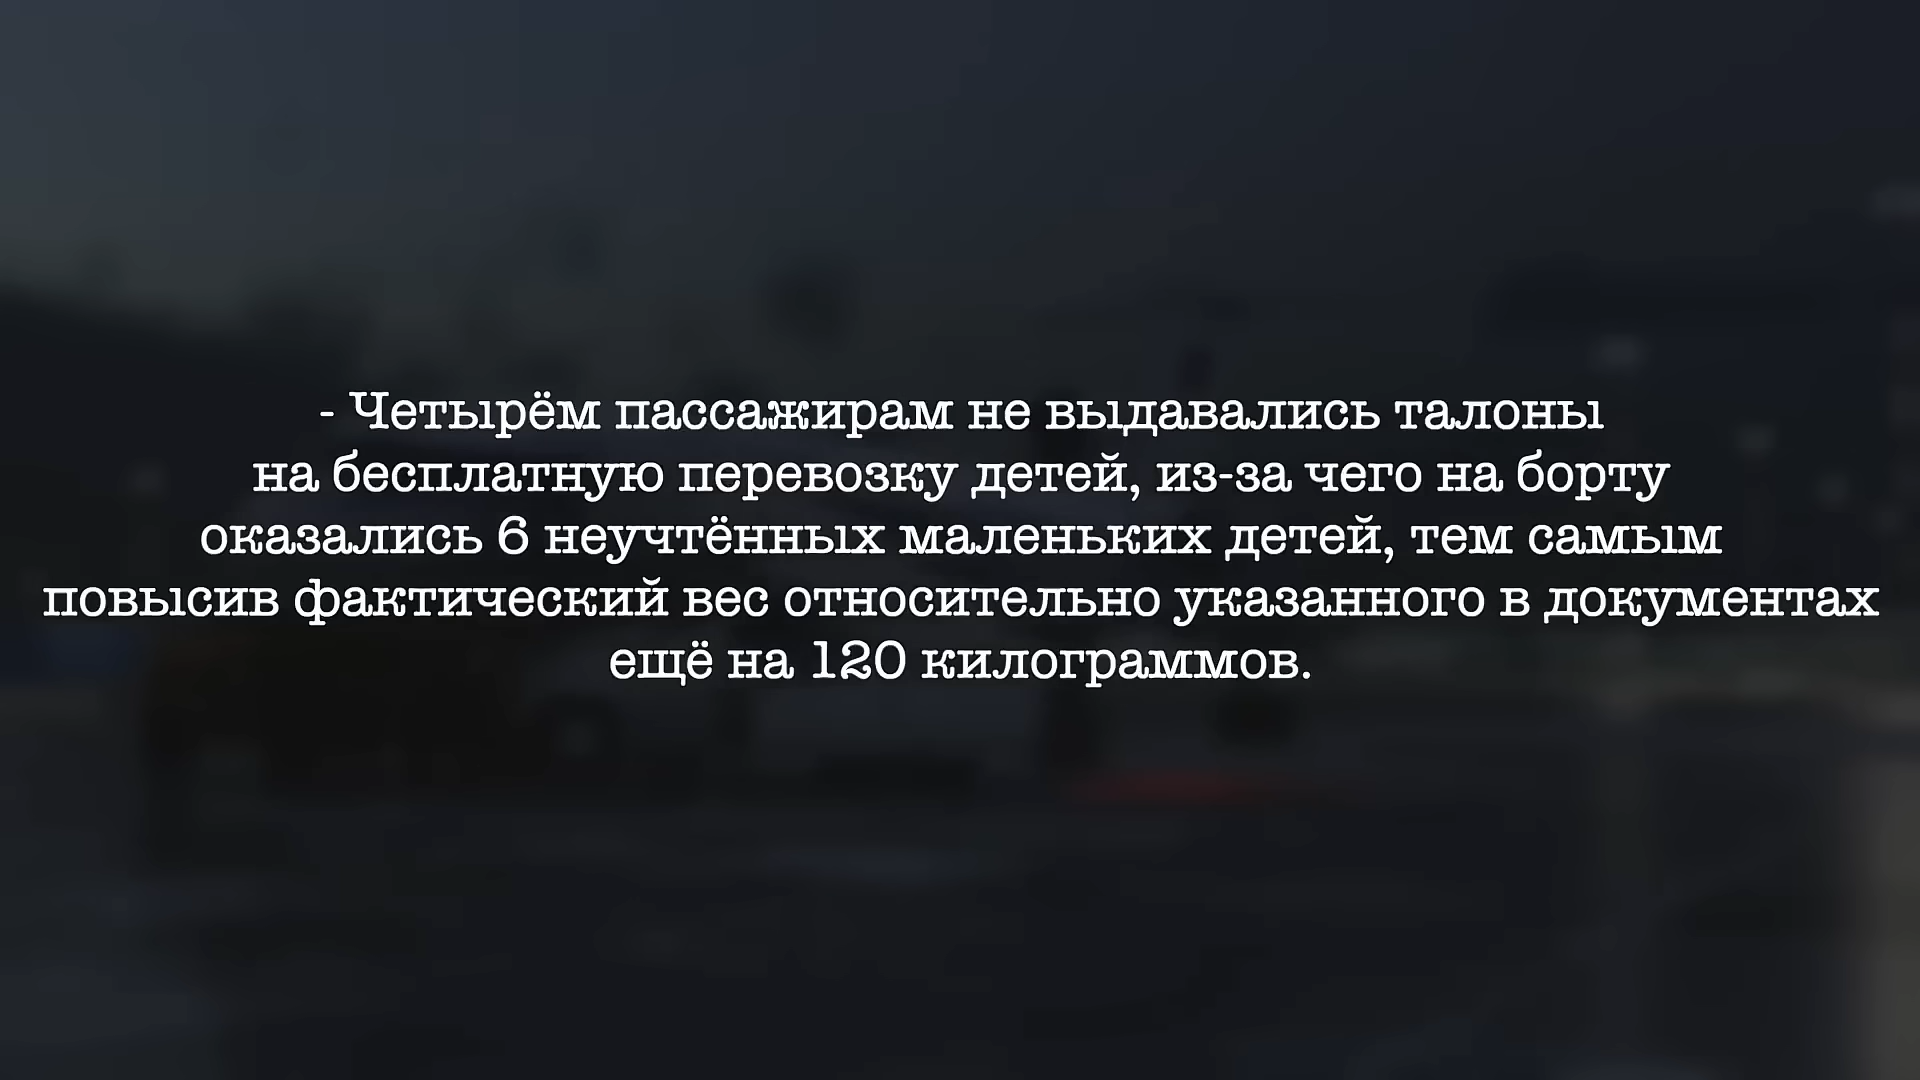 - Четырём пассажирам не выдавались талоны
на бесплатную перевозку детей, из-за чего на борту
оказались 6 неучтённых маленьких детей, тем самым
повысив фактический вес относительно указанного в документах
ещё на 120 килограммов.